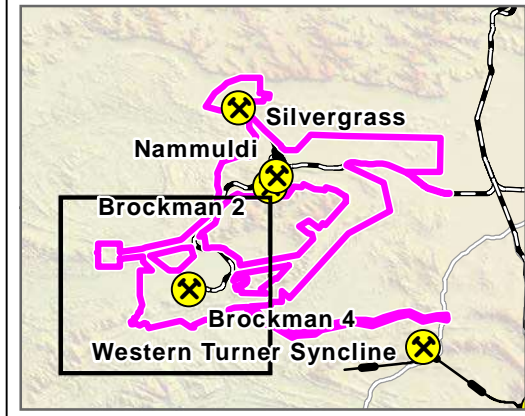 Silvergrass
Nammuldi
Brockman 2
Brockman 4
Western Turner Syncline